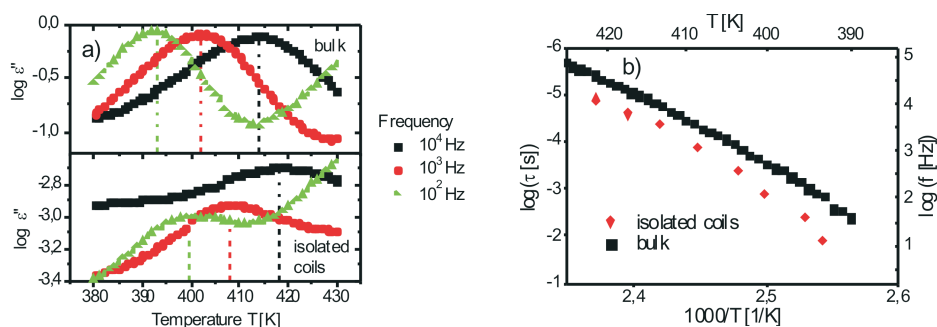 a)
0,0
-0,5
-1,0
log ε"
bulk
-2,8
-3,0
-3,2
-3,4
log ε"
isolated
coils
380 390 400 410 420 430
Temperature T[K]
Frequency
10⁴ Hz
10³ Hz
10² Hz
T[K]
420 410 400 390
b)
-6
-5
-4
-3
-2
-1
log(τ [s])
5
4
3
2
1
log (f [Hz])
isolated coils
bulk
2,4 2,5 2,6
1000/T [1/K]